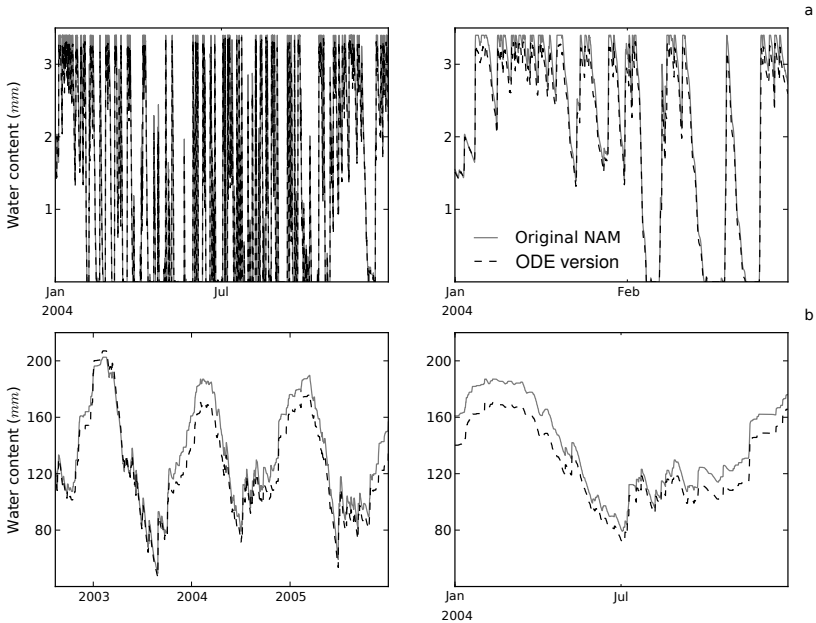 a
Water content (mm)
3
2
1
Jan
2004
Jul
3
2
1
Original NAM
ODE version
Jan
2004
Feb
b
Water content (mm)
200
160
120
80
2003
2004
2005
200
160
120
80
Jan
2004
Jul